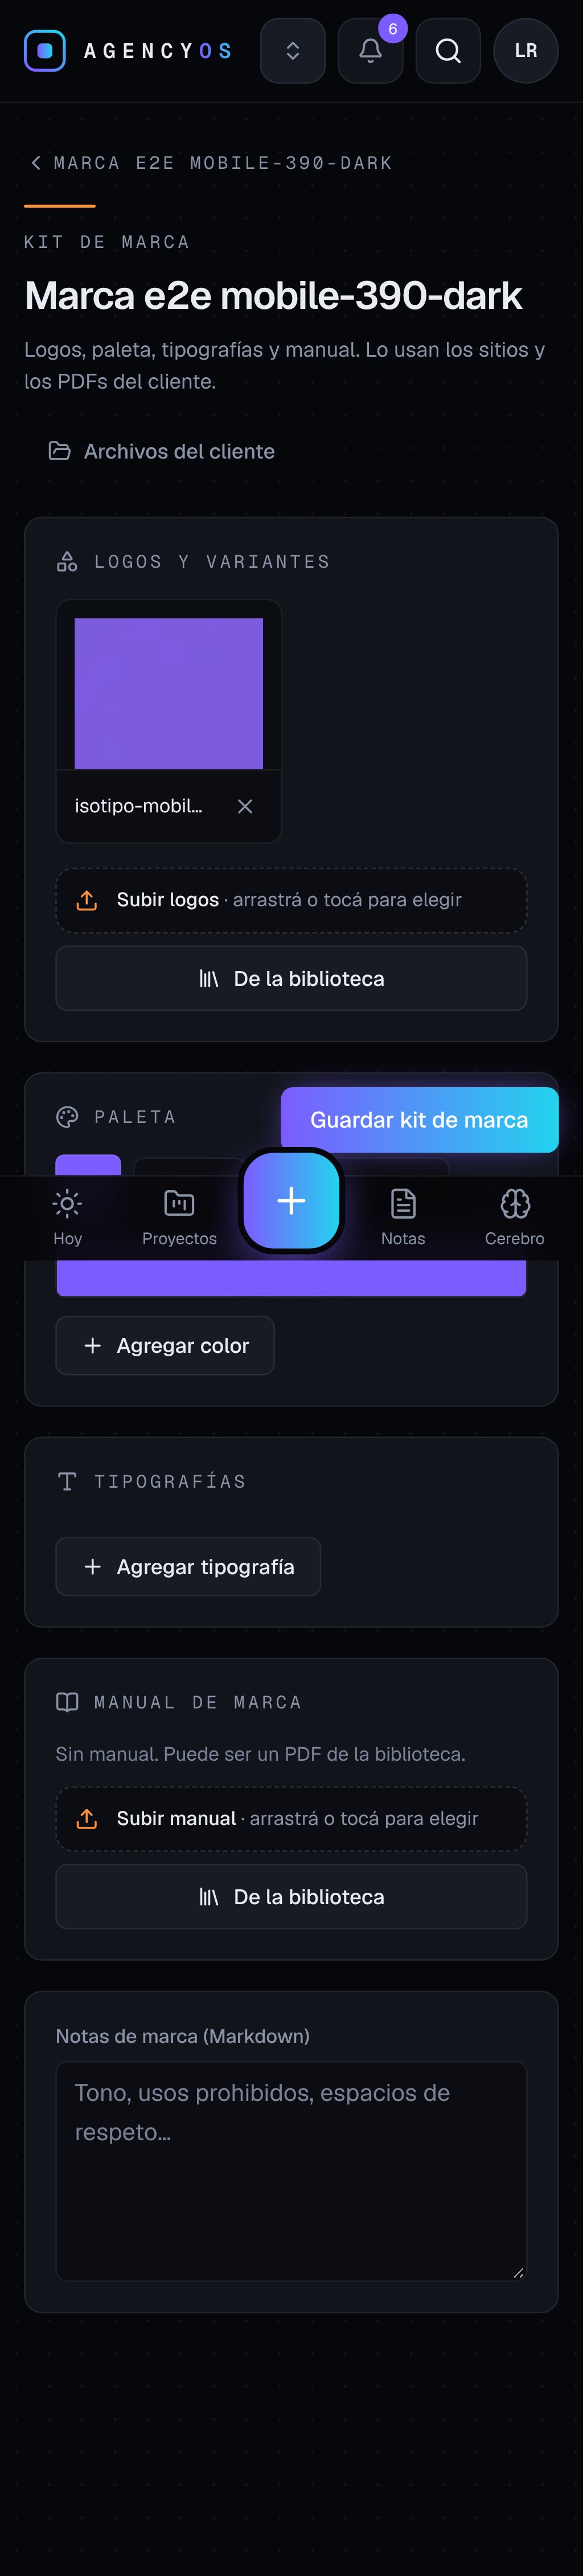 AGENCYOS
6
LR
MARCA E2E MOBILE-390-DARK
KIT DE MARCA
Marca e2e mobile-390-dark
Logos, paleta, tipografías y manual. Lo usan los sitios y
los PDFs del cliente.
Archivos del cliente
LOGOS Y VARIANTES
isotipo-mobil...
Subir logos · arrastrá o tocá para elegir
De la biblioteca
PALETA
Guardar kit de marca
Hoy
Proyectos
Notas
Cerebro
Agregar color
TIPOGRAFÍAS
Agregar tipografía
MANUAL DE MARCA
Sin manual. Puede ser un PDF de la biblioteca.
Subir manual · arrastrá o tocá para elegir
De la biblioteca
Notas de marca (Markdown)
Tono, usos prohibidos, espacios de
respeto...